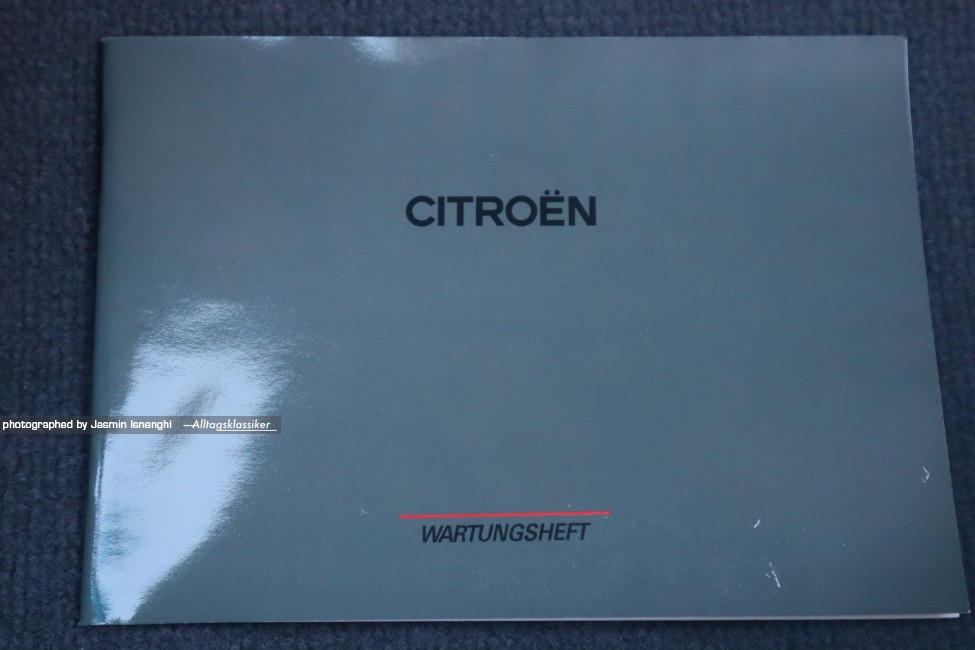 CITROËN
photographed by Jasmin Isnenghi —Alltagsklassiker
WARTUNGSHEFT